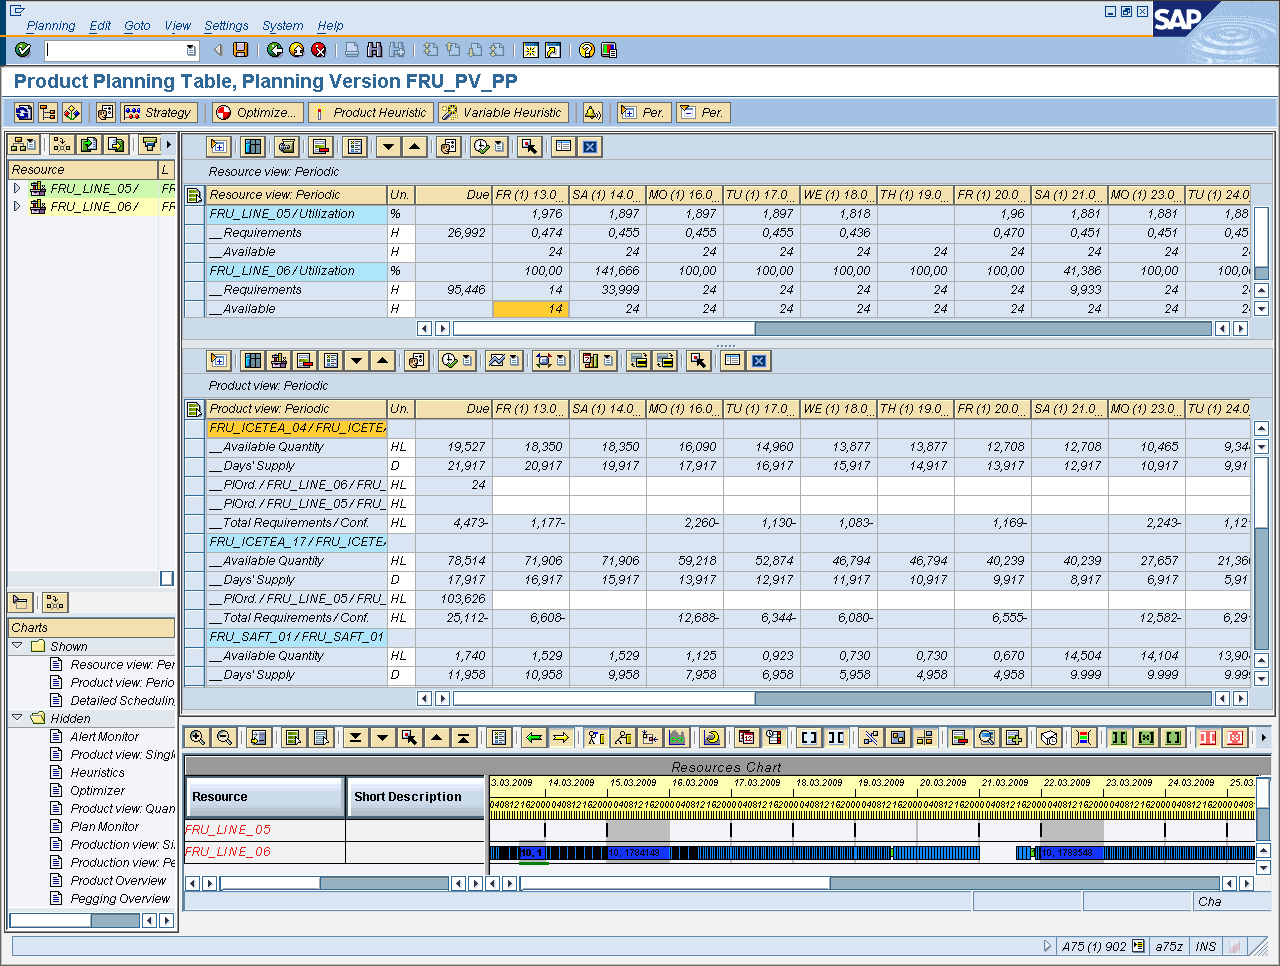 Planning Edit Goto View Settings System Help
SAP
Product Planning Table, Planning Version FRU_PV_PP
Strategy Optimize... Product Heuristic Variable Heuristic Per. Per.
Resource L
FRU_LINE_05 / FR
FRU_LINE_06 / FR
Resource view: Periodic
Resource view: Periodic Un. Due FR (1) 13.0... SA (1) 14.0... MO (1) 16.0... TU (1) 17.0... WE (1) 18.0... TH (1) 19.0... FR (1) 20.0... SA (1) 21.0... MO (1) 23.0... TU (1) 24.0
FRU_LINE_05 / Utilization % 1,976 1,897 1,897 1,897 1,818 1,96 1,881 1,881 1,88
__Requirements H 26,992 0,474 0,455 0,455 0,455 0,436 0,470 0,451 0,451 0,45
__Available H 24 24 24 24 24 24 24 24 24 24
FRU_LINE_06 / Utilization % 100,00 141,666 100,00 100,00 100,00 100,00 100,00 41,386 100,00 100,0
__Requirements H 95,446 14 33,999 24 24 24 24 24 9,933 24 24
__Available H 14 24 24 24 24 24 24 24 24 24
Product view: Periodic
Product view: Periodic Un. Due FR (1) 13.0... SA (1) 14.0... MO (1) 16.0... TU (1) 17.0... WE (1) 18.0... TH (1) 19.0... FR (1) 20.0... SA (1) 21.0... MO (1) 23.0... TU (1) 24.0
FRU_ICETEA_04 / FRU_ICETEA
__Available Quantity HL 19,527 18,350 18,350 16,090 14,960 13,877 13,877 12,708 12,708 10,465 9,34
__Days' Supply D 21,917 20,917 19,917 17,917 16,917 15,917 14,917 13,917 12,917 10,917 9,91
__PlOrd. / FRU_LINE_06 / FRU_ HL 24
__PlOrd. / FRU_LINE_05 / FRU_ HL
__Total Requirements / Conf. HL 4,473- 1,177- 2,260- 1,130- 1,083- 1,169- 2,243- 1,12
FRU_ICETEA_17 / FRU_ICETEA
__Available Quantity HL 78,514 71,906 71,906 59,218 52,874 46,794 46,794 40,239 40,239 27,657 21,36
__Days' Supply D 17,917 16,917 15,917 13,917 12,917 11,917 10,917 9,917 8,917 6,917 5,91
__PlOrd. / FRU_LINE_05 / FRU_ HL 103,626
__Total Requirements / Conf. HL 25,112- 6,608- 12,688- 6,344- 6,080- 6,555- 12,582- 6,29
FRU_SAFT_01 / FRU_SAFT_01
__Available Quantity HL 1,740 1,529 1,529 1,125 0,923 0,730 0,730 0,670 14,504 14,104 13,90
__Days' Supply D 11,958 10,958 9,958 7,958 6,958 5,958 4,958 4,958 9.999 9.999 9.999
Charts
Shown
Resource view: Per
Product view: Perio
Detailed Schedulin
Hidden
Alert Monitor
Product view: Singl
Heuristics
Optimizer
Product view: Quan
Plan Monitor
Production view: Si
Production view: Pe
Product Overview
Pegging Overview
Resources Chart
Resource Short Description
3.03.2009 14.03.2009 15.03.2009 16.03.2009 17.03.2009 18.03.2009 19.03.2009 20.03.2009 21.03.2009 22.03.2009 24.03.2009 25.03
FRU_LINE_05
FRU_LINE_06 10, 1 10, 1784149 10, 1783548
Cha
A75 (1) 902 a75z INS